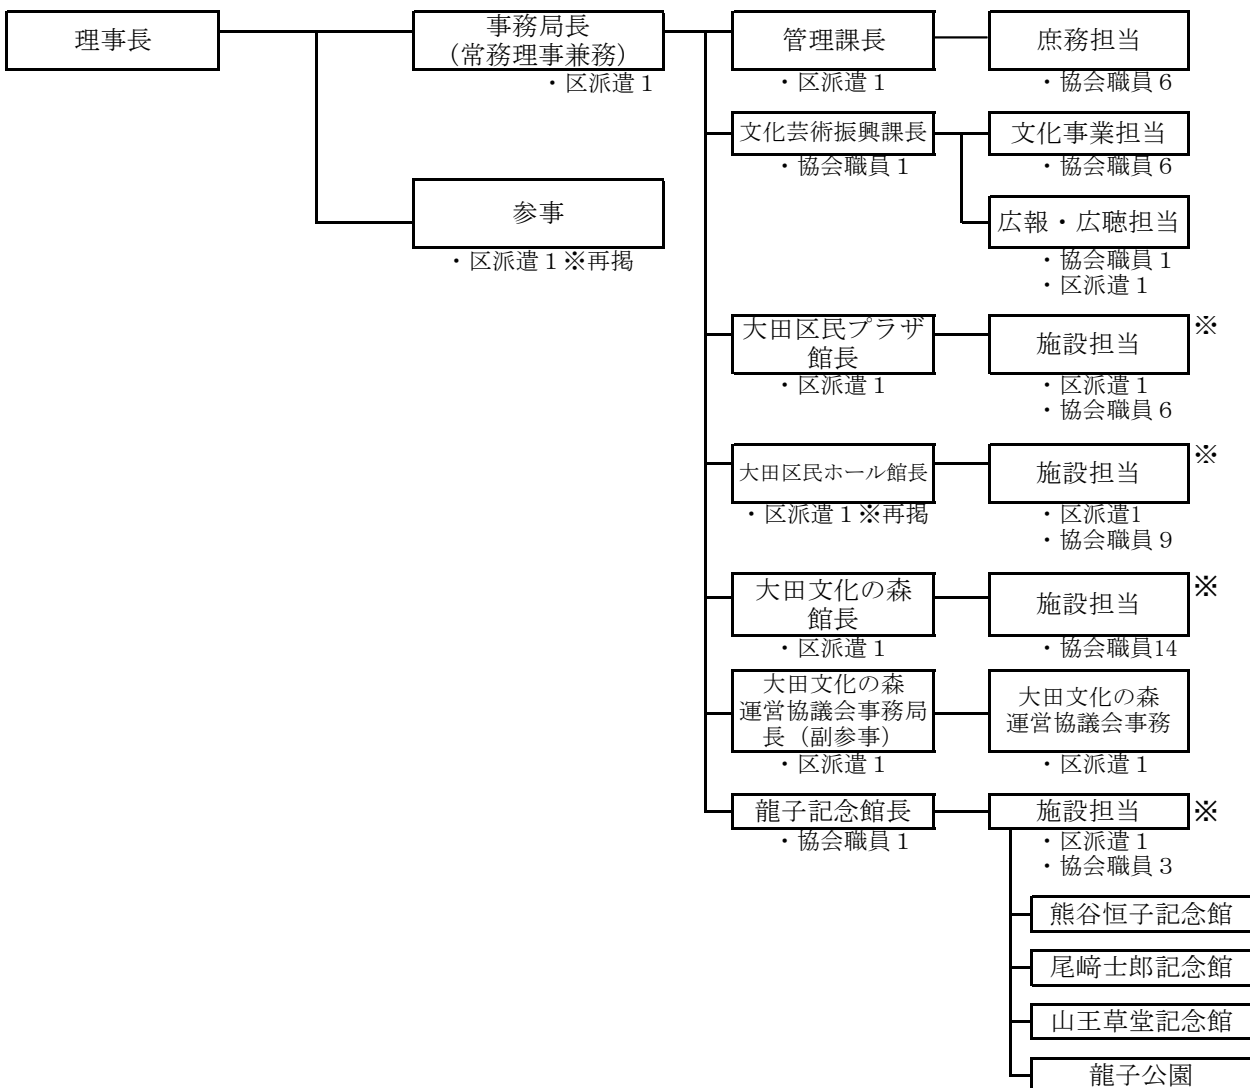 理事長
事務局長
（常務理事兼務）
・区派遣１
参事
・区派遣１※再掲
管理課長
・区派遣１
庶務担当
・協会職員６
文化芸術振興課長
・協会職員１
文化事業担当
・協会職員６
広報・広聴担当
・協会職員１
・区派遣１
大田区民プラザ
館長
・区派遣１
施設担当
※
・区派遣１
・協会職員６
大田区民ホール館長
・区派遣１※再掲
施設担当
※
・区派遣1
・協会職員９
大田文化の森
館長
・区派遣１
施設担当
※
・協会職員14
大田文化の森
運営協議会事務局
長（副参事）
・区派遣１
大田文化の森
運営協議会事務
・区派遣１
龍子記念館長
・協会職員１
施設担当
※
・区派遣１
・協会職員３
熊谷恒子記念館
尾﨑士郎記念館
山王草堂記念館
龍子公園